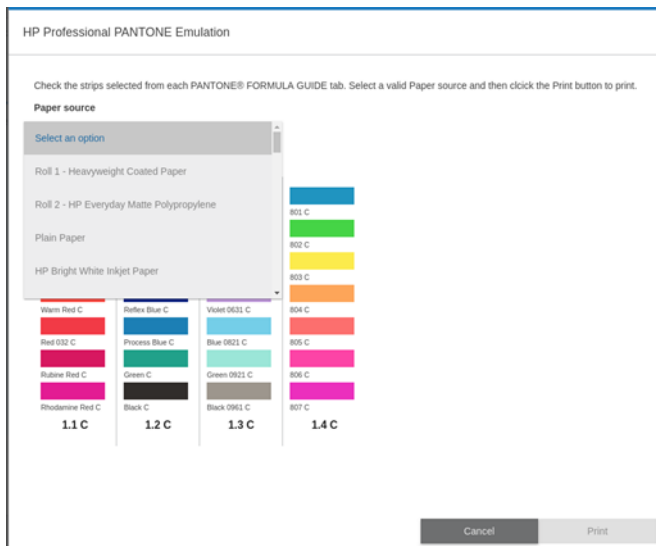 HP Professional PANTONE Emulation
Check the strips selected from each PANTONE® FORMULA GUIDE tab. Select a valid Paper source and then clcick the Print button to print.
Paper source
Select an option
Roll 1 - Heavyweight Coated Paper
Roll 2 - HP Everyday Matte Polypropylene
Plain Paper
HP Bright White Inkjet Paper
801 C
802 C
803 C
Warm Red C Reflex Blue C Violet 0631 C 804 C
Red 032 C Process Blue C Blue 0821 C 805 C
Rubine Red C Green C Green 0921 C 806 C
Rhodamine Red C Black C Black 0961 C 807 C
1.1 C 1.2 C 1.3 C 1.4 C
Cancel Print